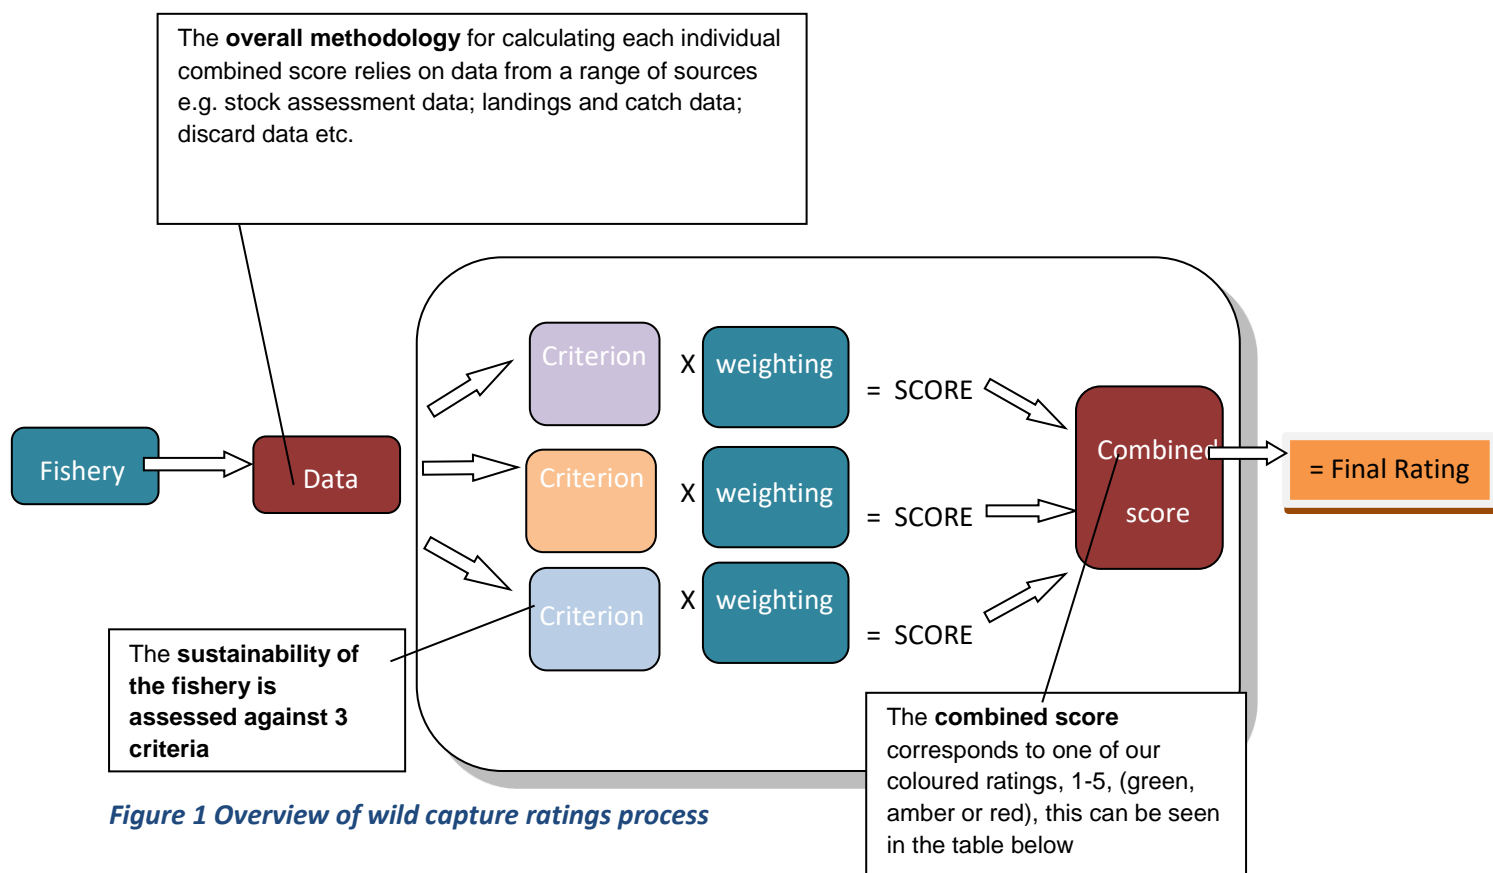 The overall methodology for calculating each individual
combined score relies on data from a range of sources
e.g. stock assessment data; landings and catch data;
discard data etc.
Fishery
Data
Criterion
X
weighting
= SCORE
Criterion
X
weighting
= SCORE
Criterion
X
weighting
= SCORE
Combined
score
= Final Rating
The sustainability of
the fishery is
assessed against 3
criteria
The combined score
corresponds to one of our
coloured ratings, 1-5, (green,
amber or red), this can be seen
in the table below
Figure 1 Overview of wild capture ratings process